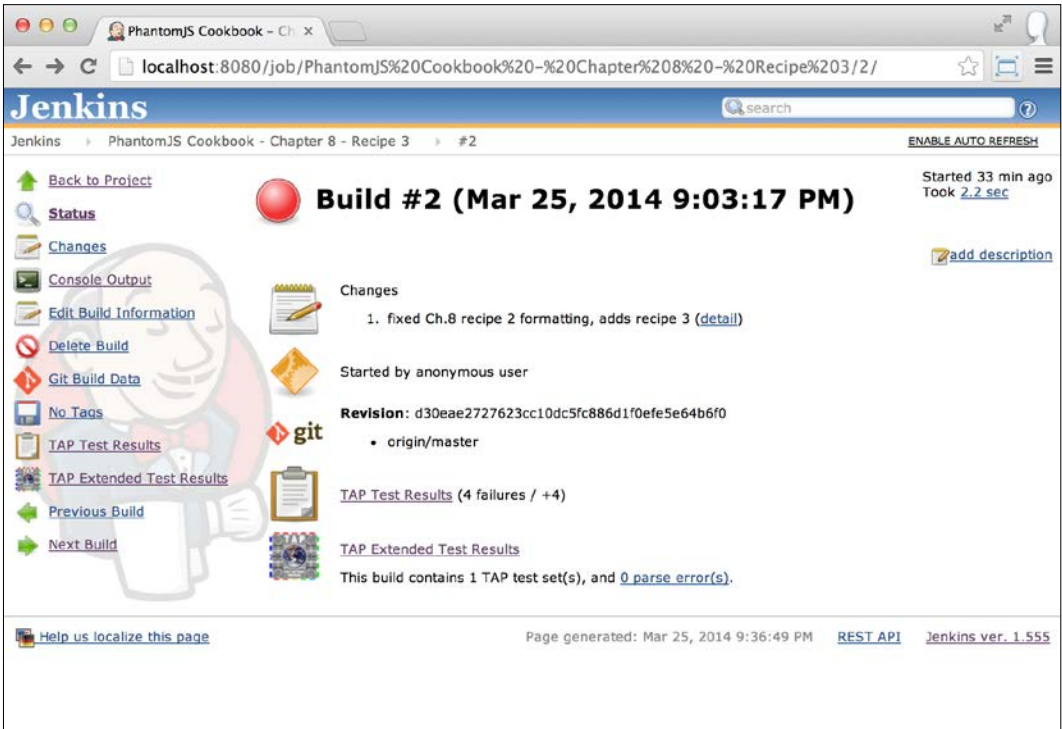 PhantomJS Cookbook - Ch
localhost:8080/job/PhantomJS%20Cookbook%20-%20Chapter%208%20-%20Recipe%203/2/
Jenkins
search
Jenkins PhantomJS Cookbook - Chapter 8 - Recipe 3 #2
ENABLE AUTO REFRESH
Back to Project
Status
Changes
Console Output
Edit Build Information
Delete Build
Git Build Data
No Tags
TAP Test Results
TAP Extended Test Results
Previous Build
Next Build
Build #2 (Mar 25, 2014 9:03:17 PM)
Started 33 min ago
Took 2.2 sec
add description
Changes
1. fixed Ch.8 recipe 2 formatting, adds recipe 3 (detail)
Started by anonymous user
git
Revision: d30eae2727623cc10dc5fc886d1f0efe5e64b6f0
• origin/master
TAP Test Results (4 failures / +4)
TAP Extended Test Results
This build contains 1 TAP test set(s), and 0 parse error(s).
Help us localize this page
Page generated: Mar 25, 2014 9:36:49 PM
REST API
Jenkins ver. 1.555